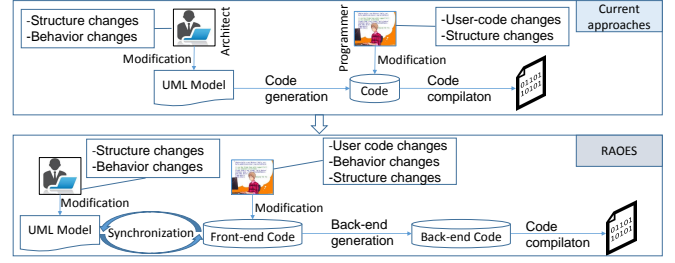 -Structure changes
-Behavior changes
Architect
Modification
UML Model
Code
generation
Programmer
-User-code changes
-Structure changes
Modification
Code
Code
compilaton
01101
10101
Current
approaches
-Structure changes
-Behavior changes
Modification
UML Model
Synchronization
-User code changes
-Behavior changes
-Structure changes
Modification
Front-end Code
Back-end
generation
Back-end Code
Code
compilaton
01101
10101
RAOES